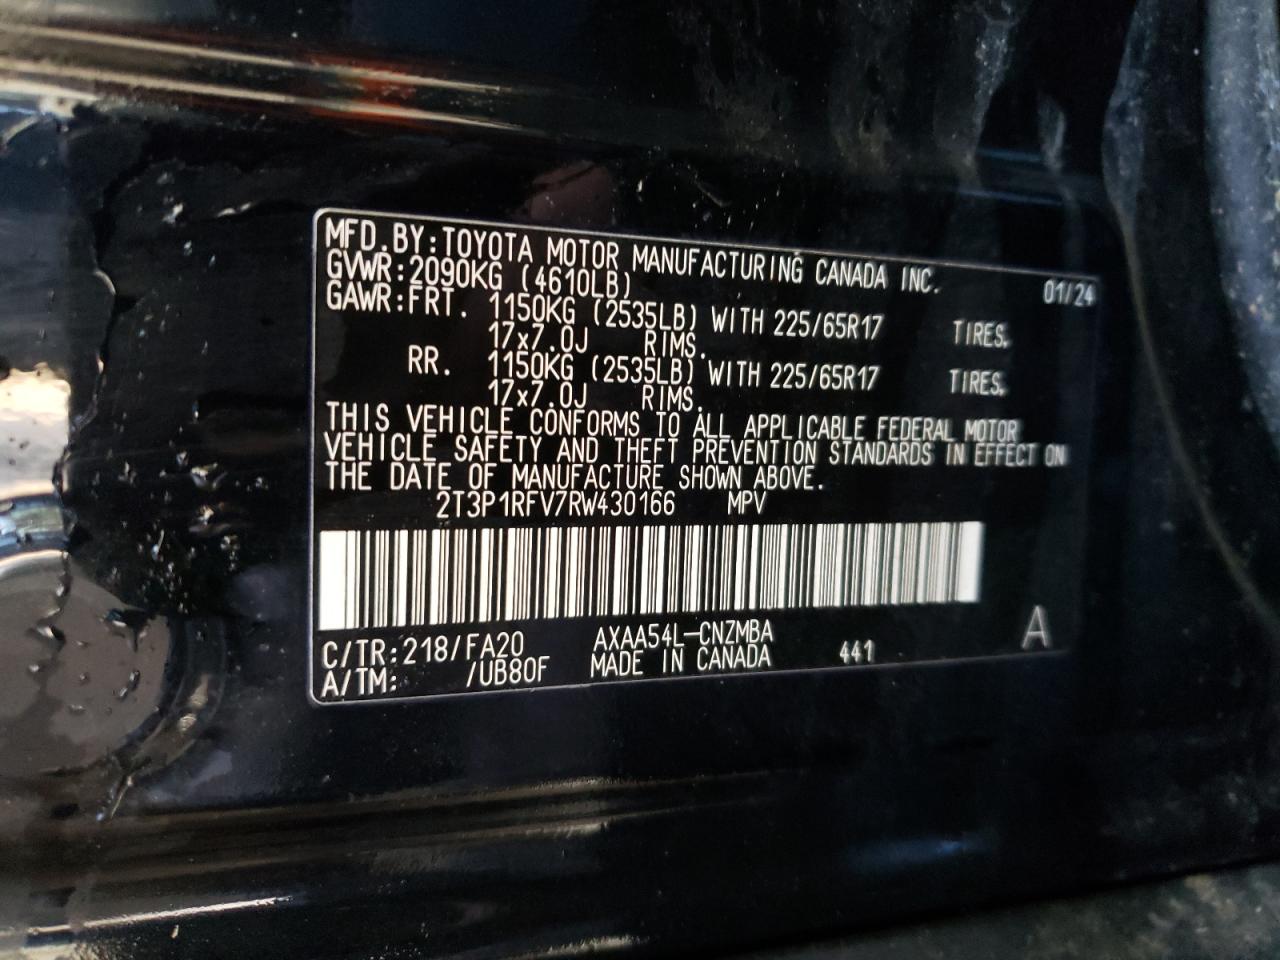 MFD.BY:TOYOTA MOTOR MANUFACTURING CANADA INC. 01/24
GVWR:2090KG (4610LB)
GAWR:FRT. 1150KG (2535LB) WITH 225/65R17 TIRES,
17x7.0J RIMS.
RR. 1150KG (2535LB) WITH 225/65R17 TIRES,
17x7.0J RIMS.
THIS VEHICLE CONFORMS TO ALL APPLICABLE FEDERAL MOTOR
VEHICLE SAFETY AND THEFT PREVENTION STANDARDS IN EFFECT ON
THE DATE OF MANUFACTURE SHOWN ABOVE.
2T3P1RFV7RW430166 MPV
C/TR:218/FA20 AXAA54L-CNZMBA 441 A
A/TM: /UB80F MADE IN CANADA